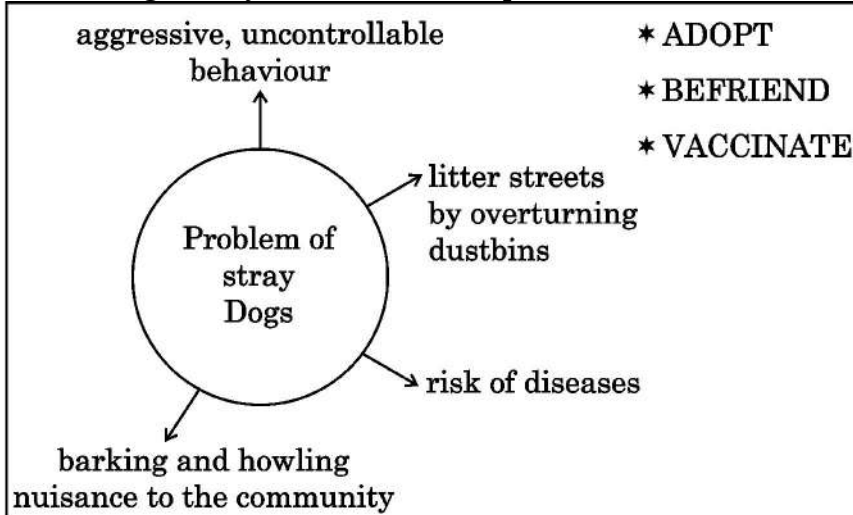 aggressive, uncontrollable
behaviour
* ADOPT
* BEFRIEND
* VACCINATE
litter streets
by overturning
dustbins
Problem of
stray
Dogs
risk of diseases
barking and howling
nuisance to the community